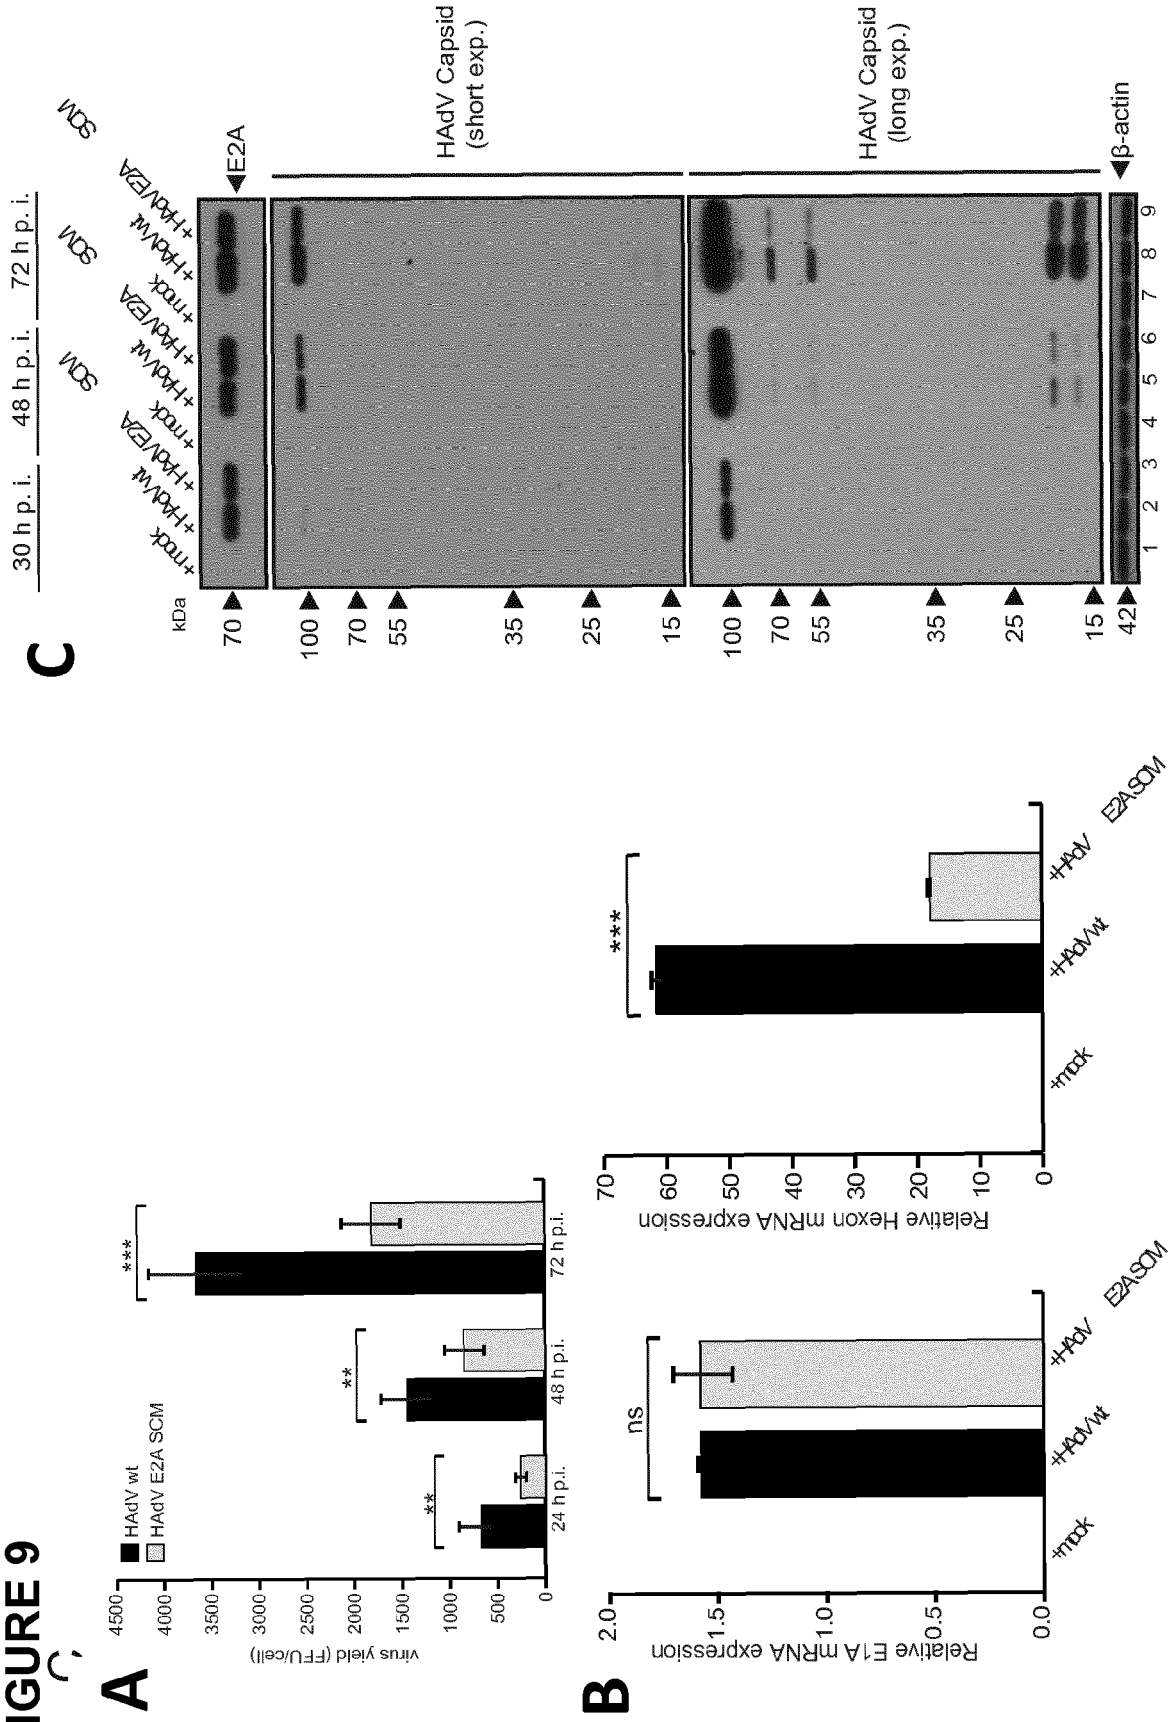 IGURE 9
A
HAdV wt
HAdV E2A SCM
virus yield (FFU/cell)
4500
4000
3500
3000
2500
2000
1500
1000
500
0
**
**
***
24 h p.i.
48 h p.i.
72 h p.i.
B
Relative E1A mRNA expression
2.0
1.5
1.0
0.5
0.0
ns
+mock
+HAdV wt
+HAdV E2A SCM
Relative Hexon mRNA expression
70
60
50
40
30
20
10
0
***
+mock
+HAdV wt
+HAdV E2A SCM
C
30 h p. i.
48 h p. i.
72 h p. i.
SCM
SCM
SCM
+ mock
+ HAdV wt
+ HAdV E2A
+ mock
+ HAdV wt
+ HAdV E2A
+ mock
+ HAdV wt
+ HAdV E2A
kDa
70
E2A
100
70
55
35
25
15
HAdV Capsid
(short exp.)
100
70
55
35
25
15
HAdV Capsid
(long exp.)
42
β-actin
1 2 3 4 5 6 7 8 9